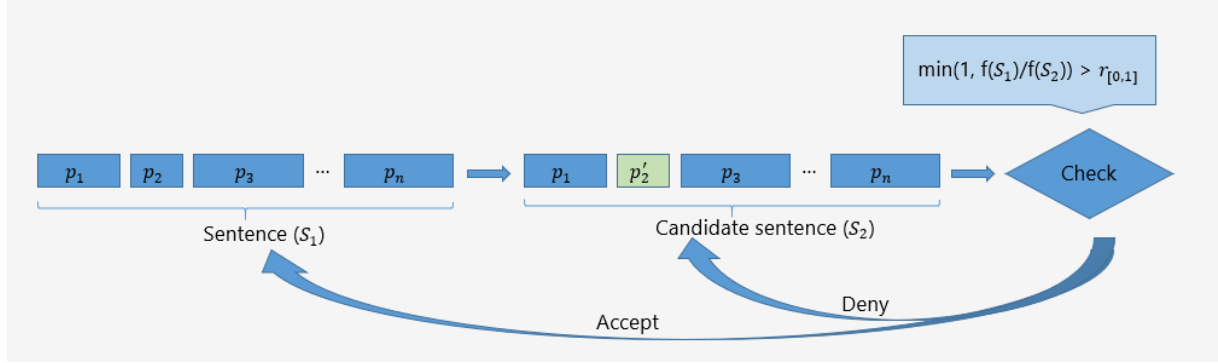 min(1, f(S₁)/f(S₂)) > r[0,1]
p₁ p₂ p₃ ... pₙ p₁ p₂′ p₃ ... pₙ Check
Sentence (S₁) Candidate sentence (S₂)
Deny
Accept